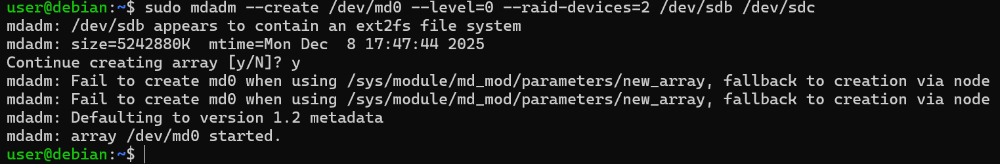 user@debian:~$ sudo mdadm --create /dev/md0 --level=0 --raid-devices=2 /dev/sdb /dev/sdc
mdadm: /dev/sdb appears to contain an ext2fs file system
mdadm: size=5242880K  mtime=Mon Dec  8 17:47:44 2025
Continue creating array [y/N]? y
mdadm: Fail to create md0 when using /sys/module/md_mod/parameters/new_array, fallback to creation via node
mdadm: Fail to create md0 when using /sys/module/md_mod/parameters/new_array, fallback to creation via node
mdadm: Defaulting to version 1.2 metadata
mdadm: array /dev/md0 started.
user@debian:~$